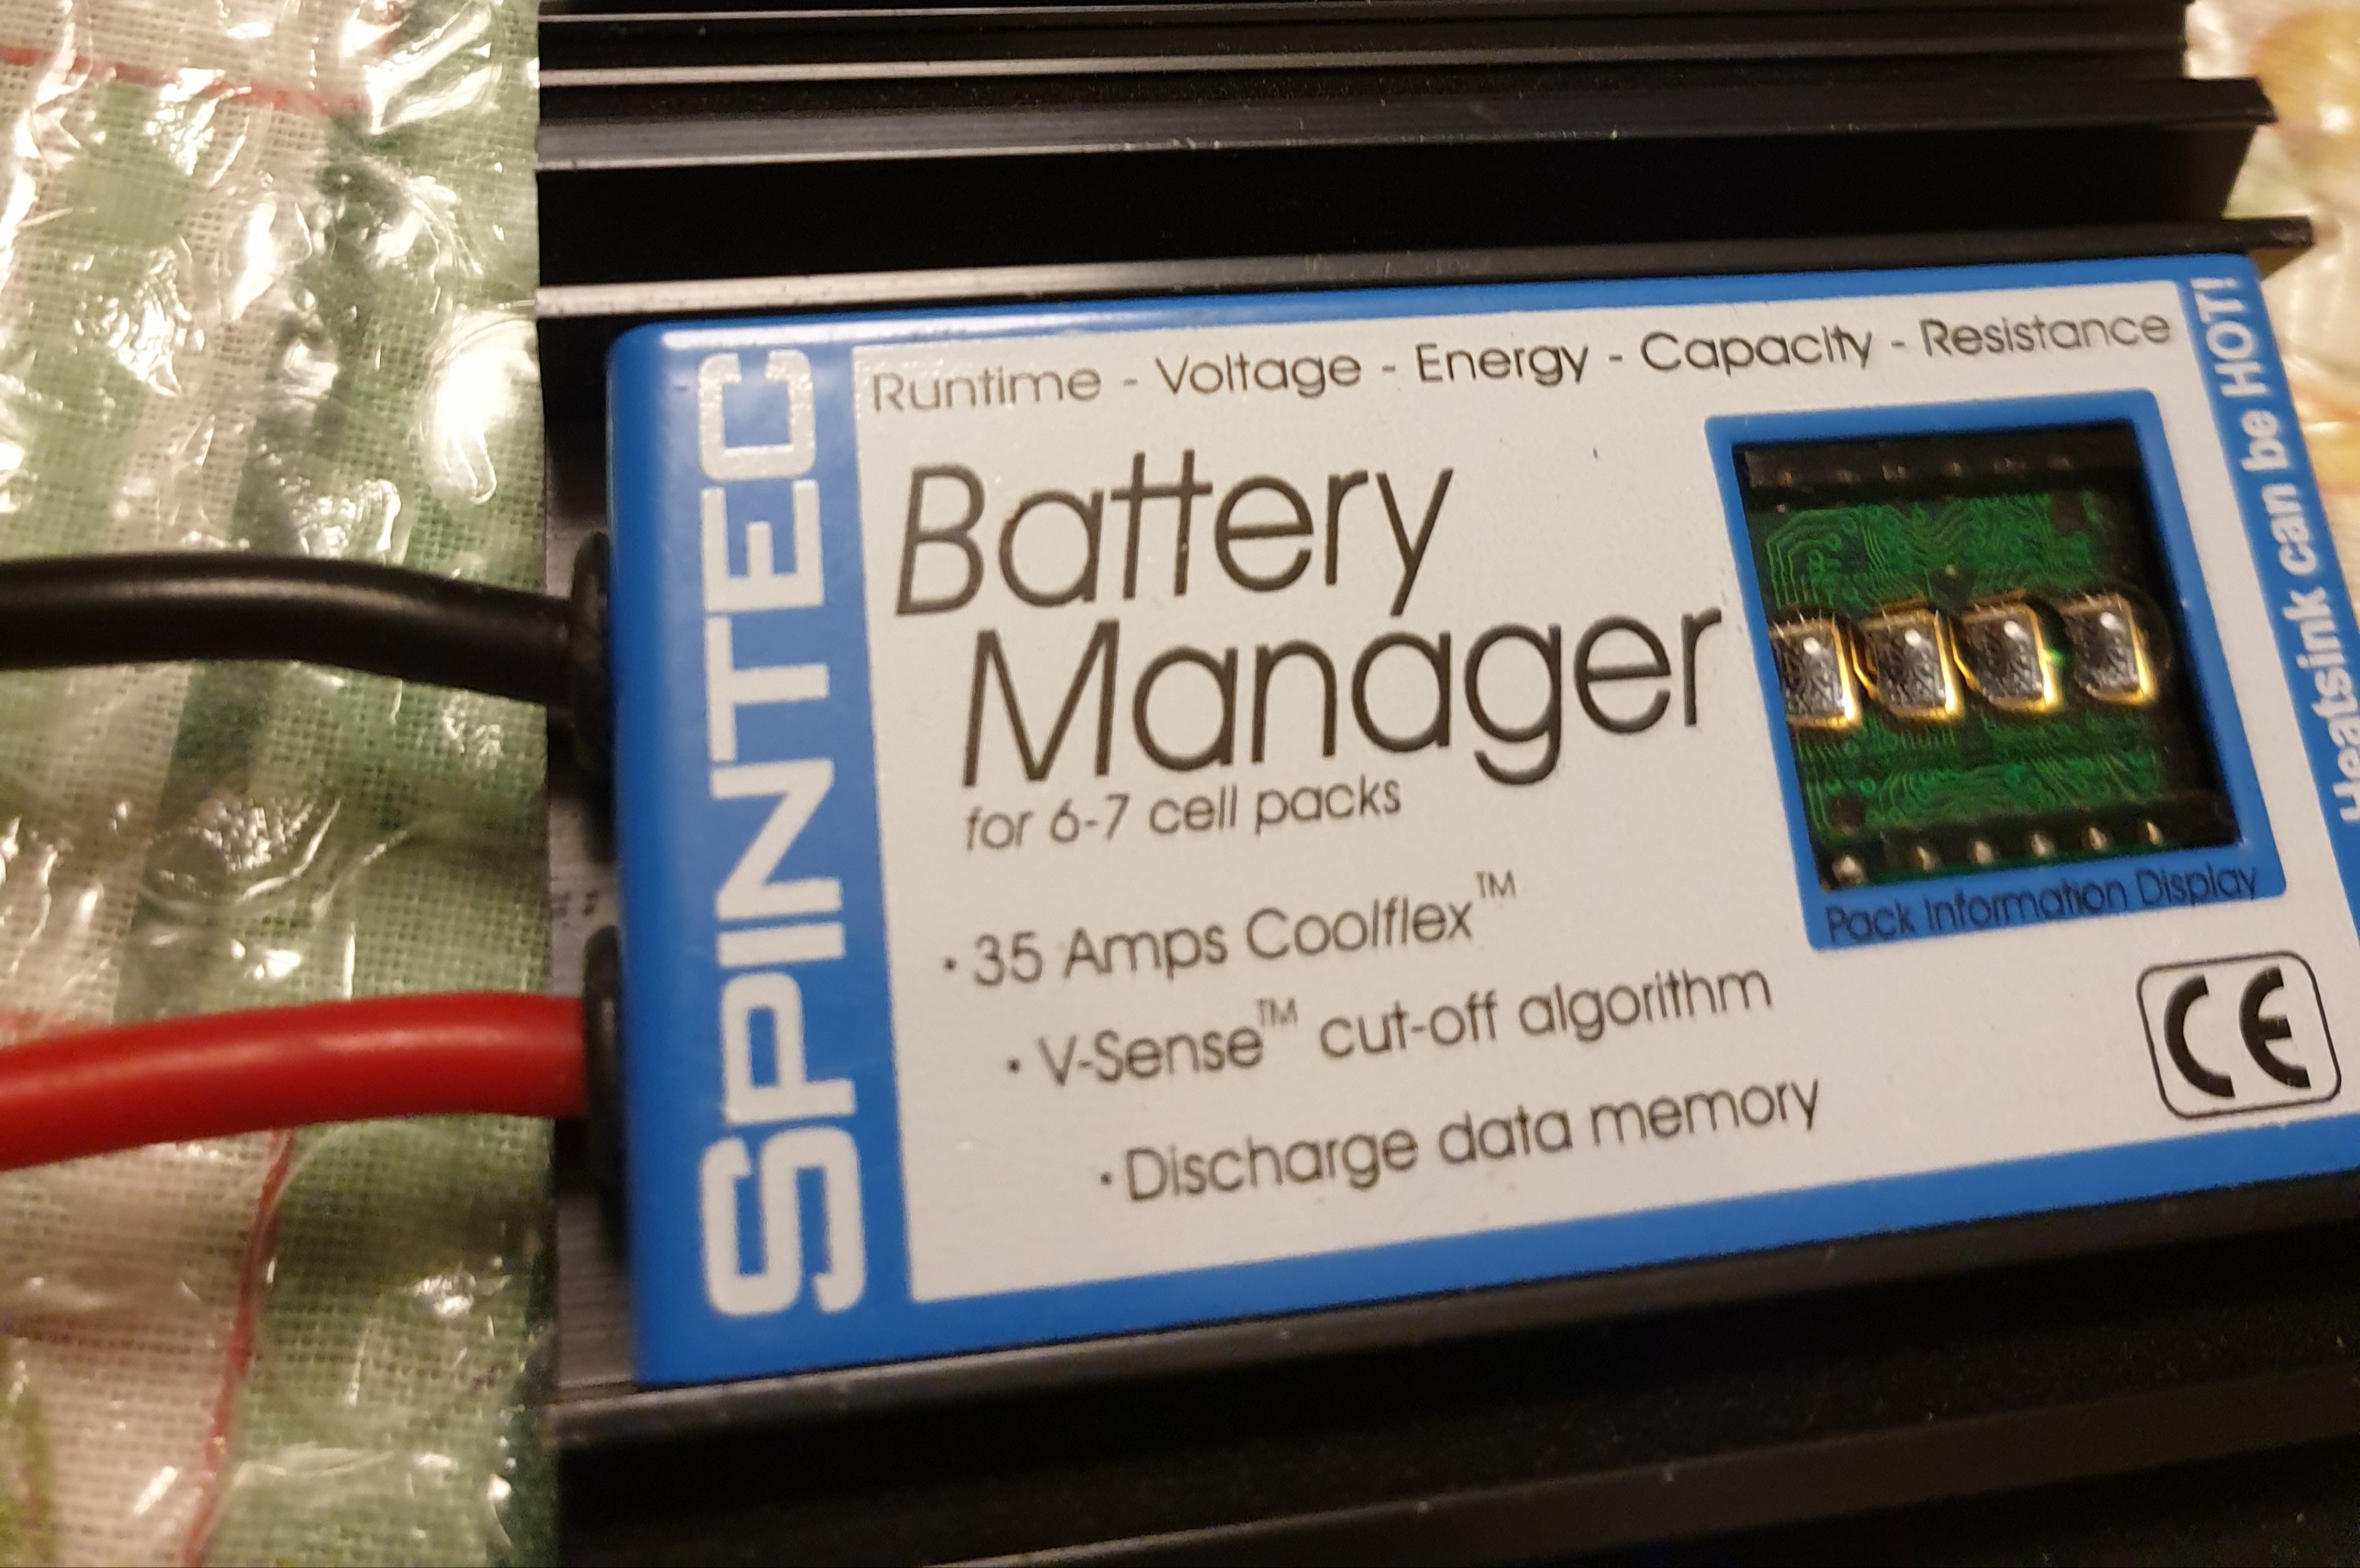 SPINTEC
Runtime - Voltage - Energy - Capacity - Resistance
Battery
Manager
for 6-7 cell packs
· 35 Amps Coolflex™
· V-Sense™ cut-off algorithm
· Discharge data memory
Pack Information Display
CE
Heatsink can be HOT!